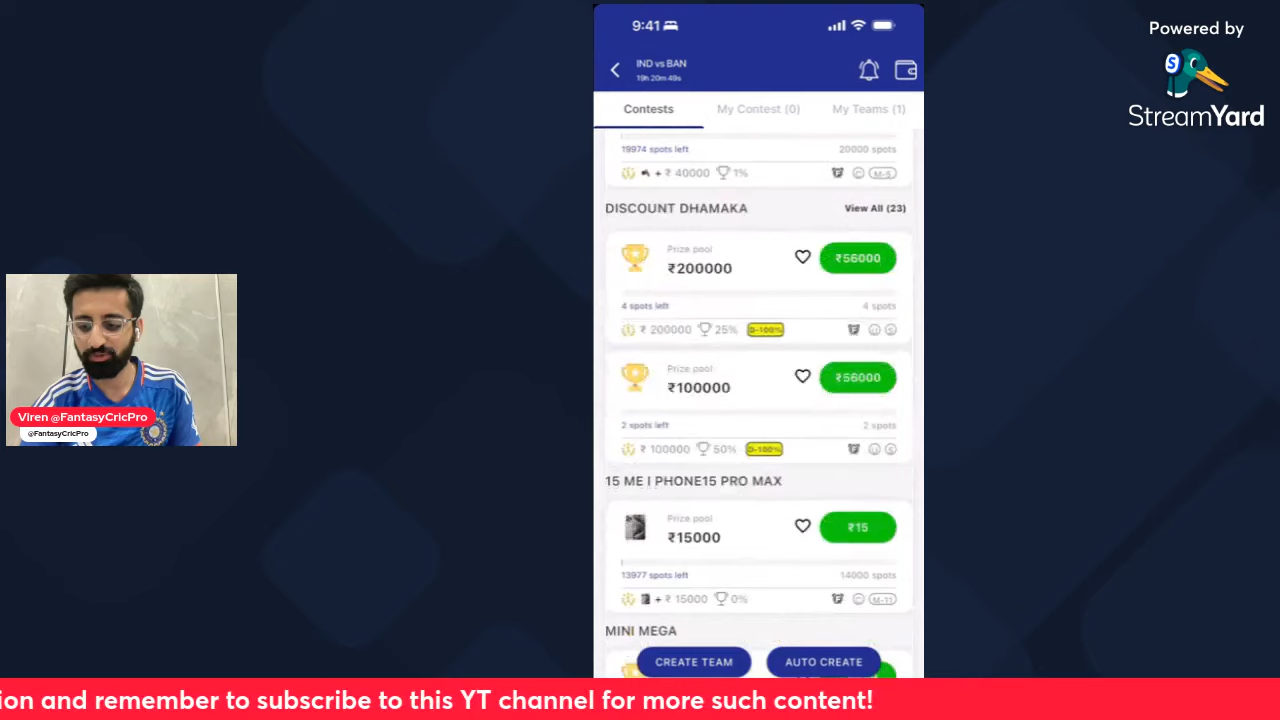 9:41
IND vs BAN
19h 20m 49s
Contests
My Contest (0)
My Teams (1)
19974 spots left
20000 spots
+ ₹ 40000
1%
C
M-5
DISCOUNT DHAMAKA
View All (23)
Prize pool
₹200000
₹56000
4 spots left
4 spots
₹ 200000
25%
D-100%
S
Prize pool
₹100000
₹56000
2 spots left
2 spots
₹ 100000
50%
D-100%
S
15 ME I PHONE15 PRO MAX
Prize pool
₹15000
₹15
13977 spots left
14000 spots
+ ₹ 15000
0%
C
M-11
MINI MEGA
CREATE TEAM
AUTO CREATE
Powered by
S
StreamYard
Viren @FantasyCricPro
@FantasyCricPro
ion and remember to subscribe to this YT channel for more such content!